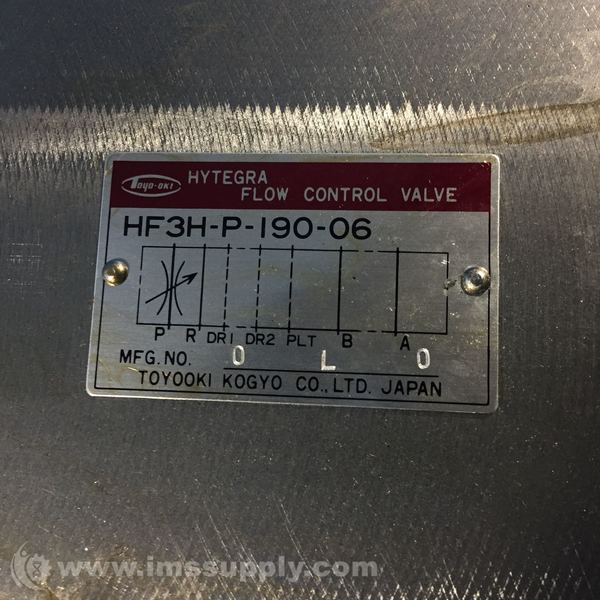 TOYO-OKI HYTEGRA
FLOW CONTROL VALVE
HF3H-P-190-06
P R DR1 DR2 PLT B A
MFG.NO. 0 L 0
TOYOOKI KOGYO CO.,LTD. JAPAN
www.imssupply.com